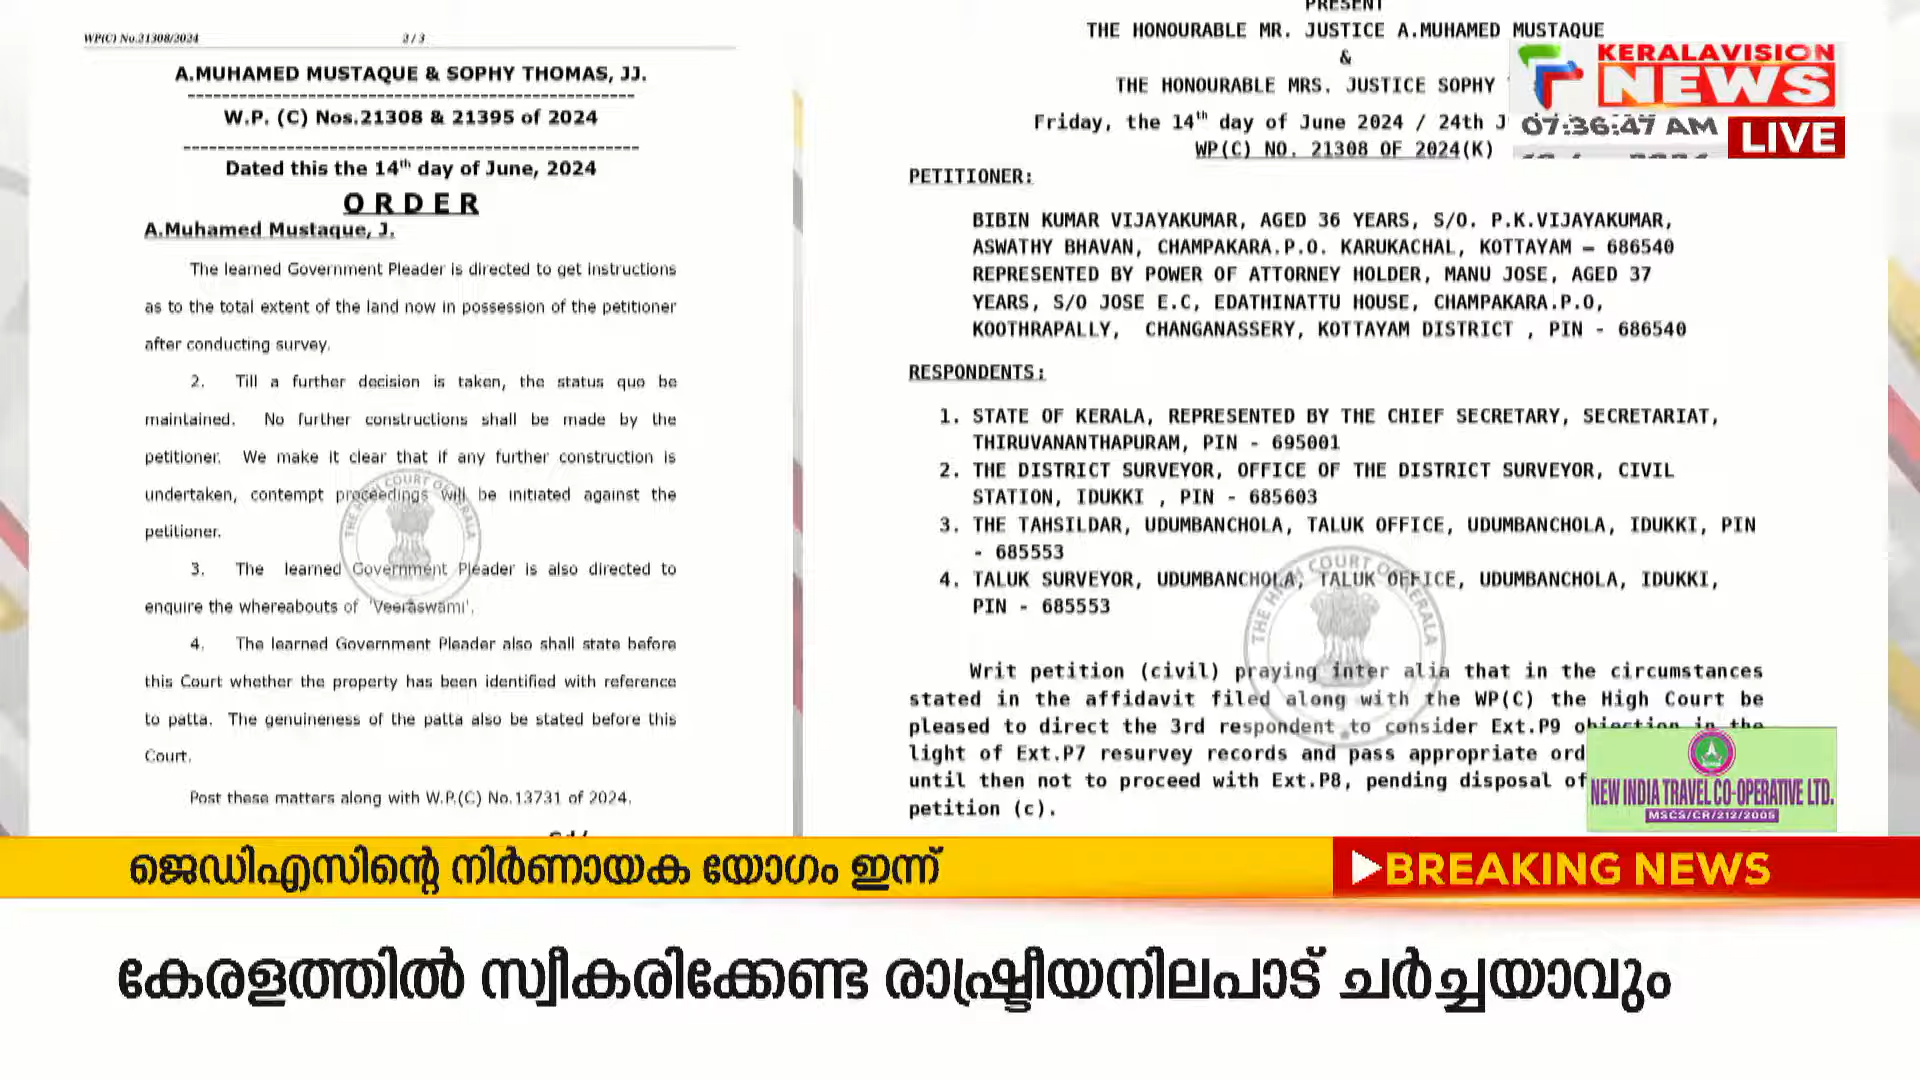 WP(C) No.21308/2024 2 / 3
A.MUHAMED MUSTAQUE & SOPHY THOMAS, JJ.
W.P. (C) Nos.21308 & 21395 of 2024
Dated this the 14th day of June, 2024
O R D E R
A.Muhamed Mustaque, J.
The learned Government Pleader is directed to get instructions
as to the total extent of the land now in possession of the petitioner
after conducting survey.
2. Till a further decision is taken, the status quo be
maintained. No further constructions shall be made by the
petitioner. We make it clear that if any further construction is
undertaken, contempt proceedings will be initiated against the
petitioner.
3. The learned Government Pleader is also directed to
enquire the whereabouts of 'Veeraswami'.
4. The learned Government Pleader also shall state before
this Court whether the property has been identified with reference
to patta. The genuineness of the patta also be stated before this
Court.
Post these matters along with W.P.(C) No.13731 of 2024.
THE HIGH COURT OF KERALA
PRESENT
THE HONOURABLE MR. JUSTICE A.MUHAMED MUSTAQUE
&
THE HONOURABLE MRS. JUSTICE SOPHY
Friday, the 14th day of June 2024 / 24th J
WP(C) NO. 21308 OF 2024(K)
PETITIONER:
BIBIN KUMAR VIJAYAKUMAR, AGED 36 YEARS, S/O. P.K.VIJAYAKUMAR,
ASWATHY BHAVAN, CHAMPAKARA.P.O. KARUKACHAL, KOTTAYAM – 686540
REPRESENTED BY POWER OF ATTORNEY HOLDER, MANU JOSE, AGED 37
YEARS, S/O JOSE E.C, EDATHINATTU HOUSE, CHAMPAKARA.P.O,
KOOTHRAPALLY, CHANGANASSERY, KOTTAYAM DISTRICT , PIN - 686540
RESPONDENTS:
1. STATE OF KERALA, REPRESENTED BY THE CHIEF SECRETARY, SECRETARIAT,
THIRUVANANTHAPURAM, PIN - 695001
2. THE DISTRICT SURVEYOR, OFFICE OF THE DISTRICT SURVEYOR, CIVIL
STATION, IDUKKI , PIN - 685603
3. THE TAHSILDAR, UDUMBANCHOLA, TALUK OFFICE, UDUMBANCHOLA, IDUKKI, PIN
- 685553
4. TALUK SURVEYOR, UDUMBANCHOLA, TALUK OFFICE, UDUMBANCHOLA, IDUKKI,
PIN - 685553
THE HIGH COURT OF KERALA
Writ petition (civil) praying inter alia that in the circumstances
stated in the affidavit filed along with the WP(C) the High Court be
pleased to direct the 3rd respondent to consider Ext.P9 objection in the
light of Ext.P7 resurvey records and pass appropriate ord
until then not to proceed with Ext.P8, pending disposal of
petition (c).
KERALAVISION
NEWS
07:36:47 AM
LIVE
NEW INDIA TRAVEL CO-OPERATIVE LTD.
MSCS/CR/212/2005
ജെഡിഎസിന്റെ നിർണായക യോഗം ഇന്ന്
BREAKING NEWS
കേരളത്തിൽ സ്വീകരിക്കേണ്ട രാഷ്ട്രീയനിലപാട് ചർച്ചയാവും